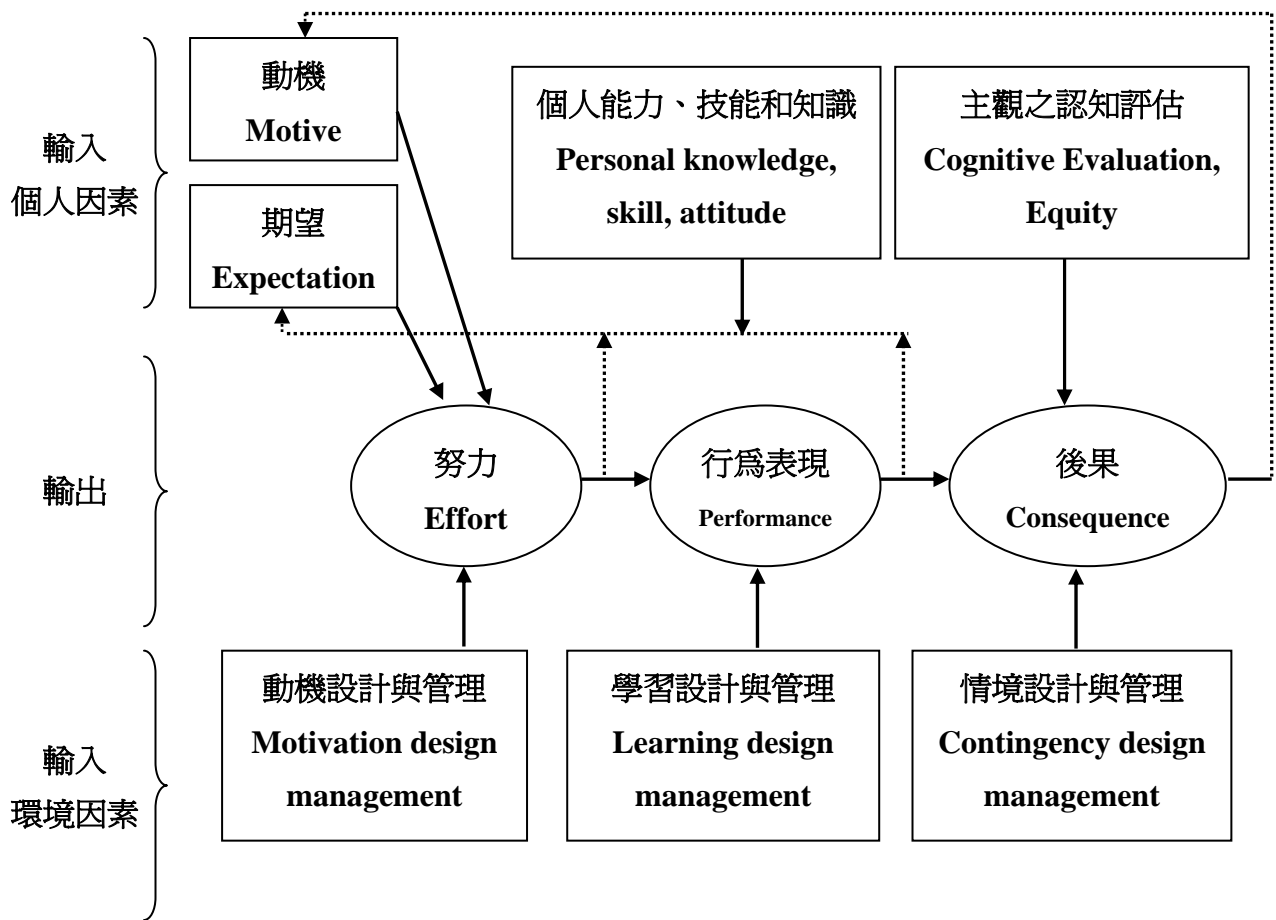 動機
Motive
個人能力、技能和知識
Personal knowledge,
skill, attitude
主觀之認知評估
Cognitive Evaluation,
Equity
輸入
個人因素
期望
Expectation
輸出
努力
Effort
行為表現
Performance
後果
Consequence
輸入
環境因素
動機設計與管理
Motivation design
management
學習設計與管理
Learning design
management
情境設計與管理
Contingency design
management